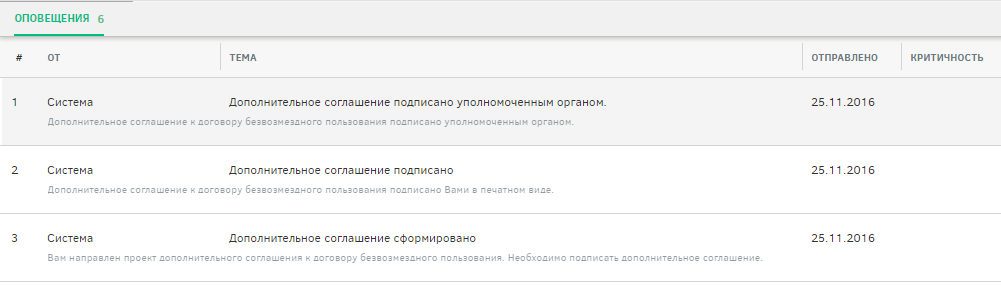 ОПОВЕЩЕНИЯ 6
# ОТ ТЕМА ОТПРАВЛЕНО КРИТИЧНОСТЬ
1 Система Дополнительное соглашение подписано уполномоченным органом. 25.11.2016
Дополнительное соглашение к договору безвозмездного пользования подписано уполномоченным органом.
2 Система Дополнительное соглашение подписано 25.11.2016
Дополнительное соглашение к договору безвозмездного пользования подписано Вами в печатном виде.
3 Система Дополнительное соглашение сформировано 25.11.2016
Вам направлен проект дополнительного соглашения к договору безвозмездного пользования. Необходимо подписать дополнительное соглашение.